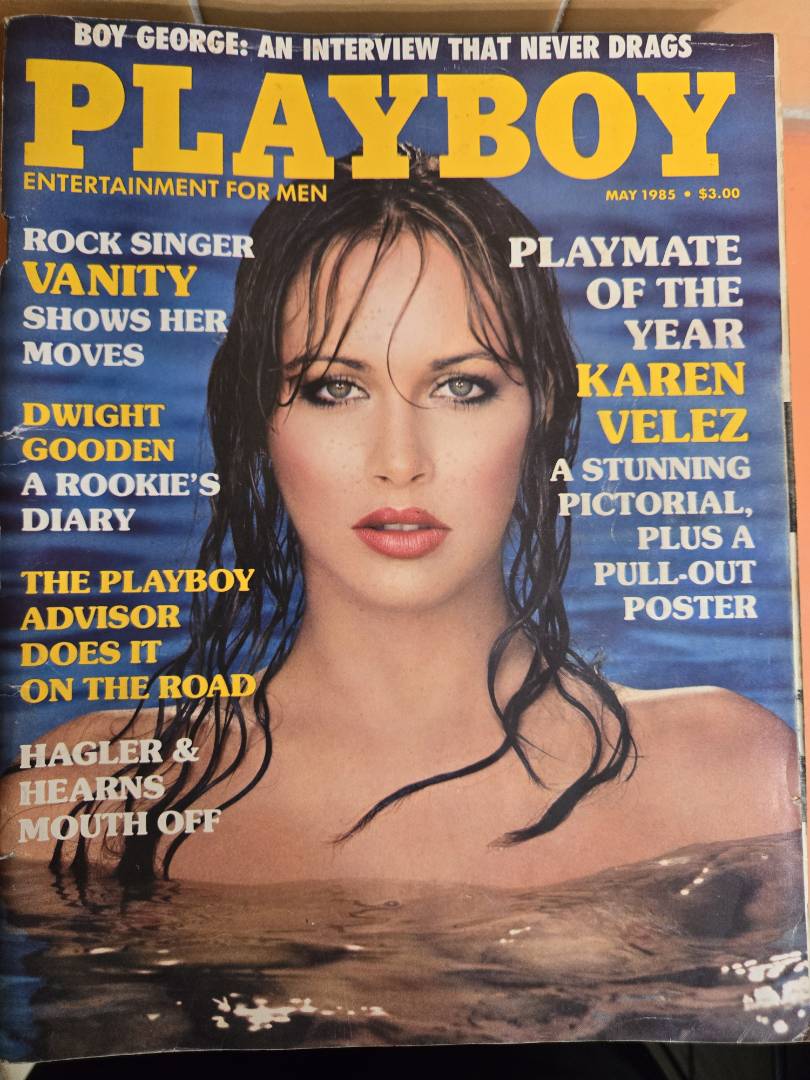 BOY GEORGE: AN INTERVIEW THAT NEVER DRAGS
PLAYBOY
ENTERTAINMENT FOR MEN
MAY 1985 • $3.00
ROCK SINGER
VANITY
SHOWS HER
MOVES
DWIGHT
GOODEN
A ROOKIE'S
DIARY
THE PLAYBOY
ADVISOR
DOES IT
ON THE ROAD
HAGLER &
HEARNS
MOUTH OFF
PLAYMATE
OF THE
YEAR
KAREN
VELEZ
A STUNNING
PICTORIAL,
PLUS A
PULL-OUT
POSTER